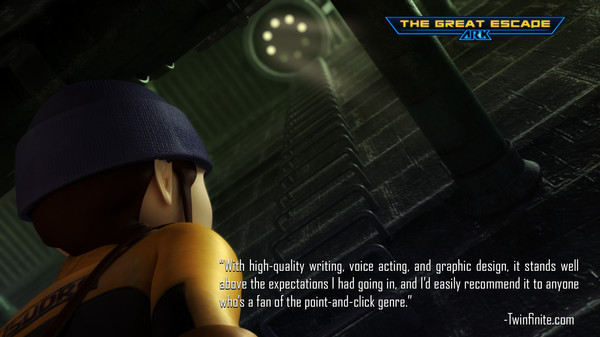 THE GREAT ESCADE
ARK
"With high-quality writing, voice acting, and graphic design, it stands well
above the expectations I had going in, and I'd easily recommend it to anyone
who's a fan of the point-and-click genre."
-Twinfinite.com